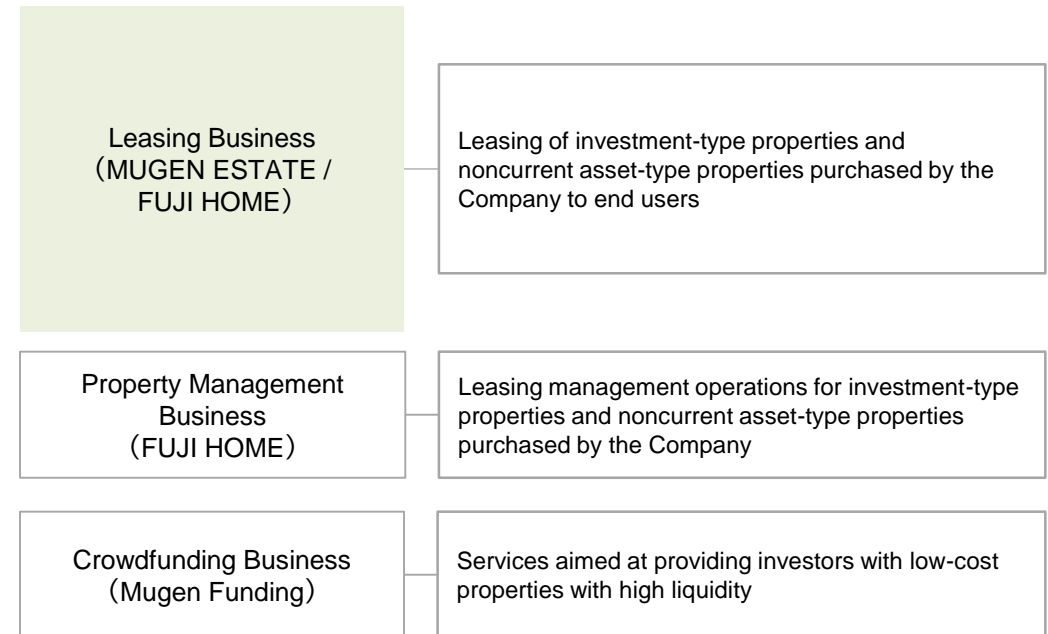 Leasing Business
（MUGEN ESTATE /
FUJI HOME）
Leasing of investment-type properties and
noncurrent asset-type properties purchased by the
Company to end users
Property Management
Business
（FUJI HOME）
Leasing management operations for investment-type
properties and noncurrent asset-type properties
purchased by the Company
Crowdfunding Business
（Mugen Funding）
Services aimed at providing investors with low-cost
properties with high liquidity